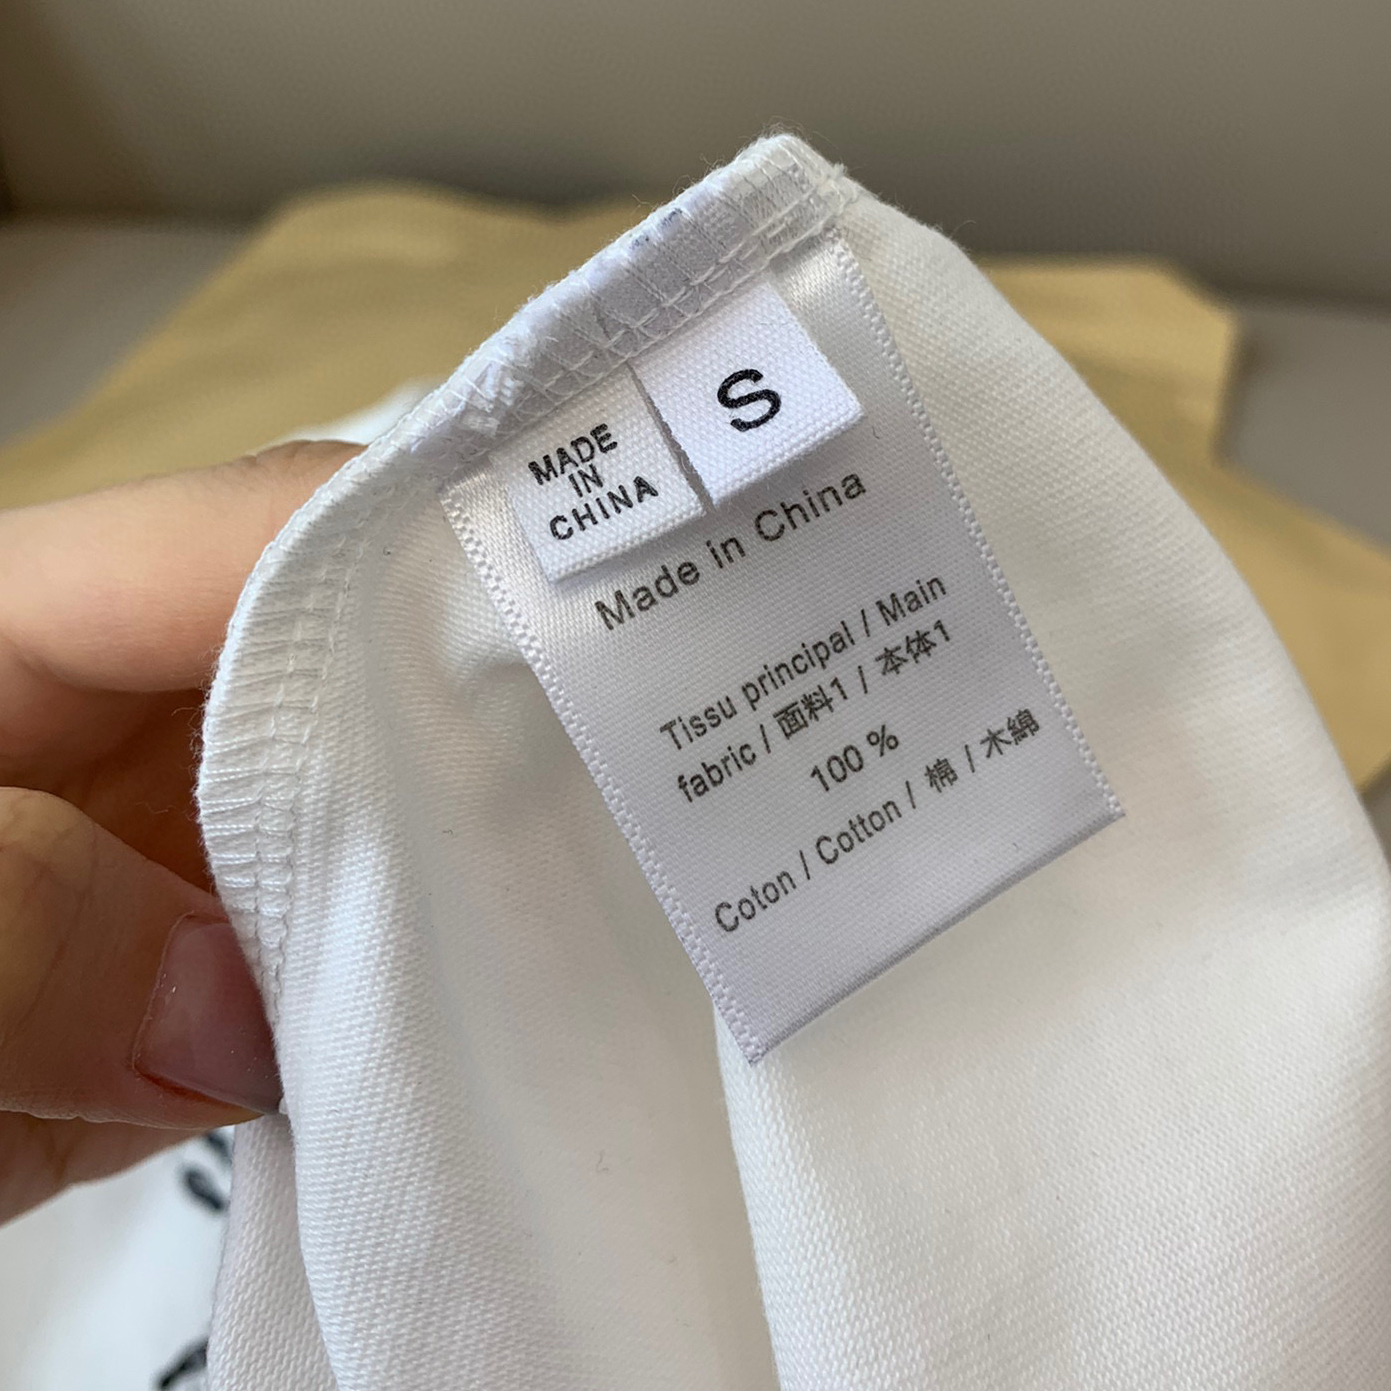 MADE
IN
CHINA
S
Made in China
Tissu principal / Main
fabric / 面料1 / 本体1
100 %
Coton / Cotton / 棉 / 木綿